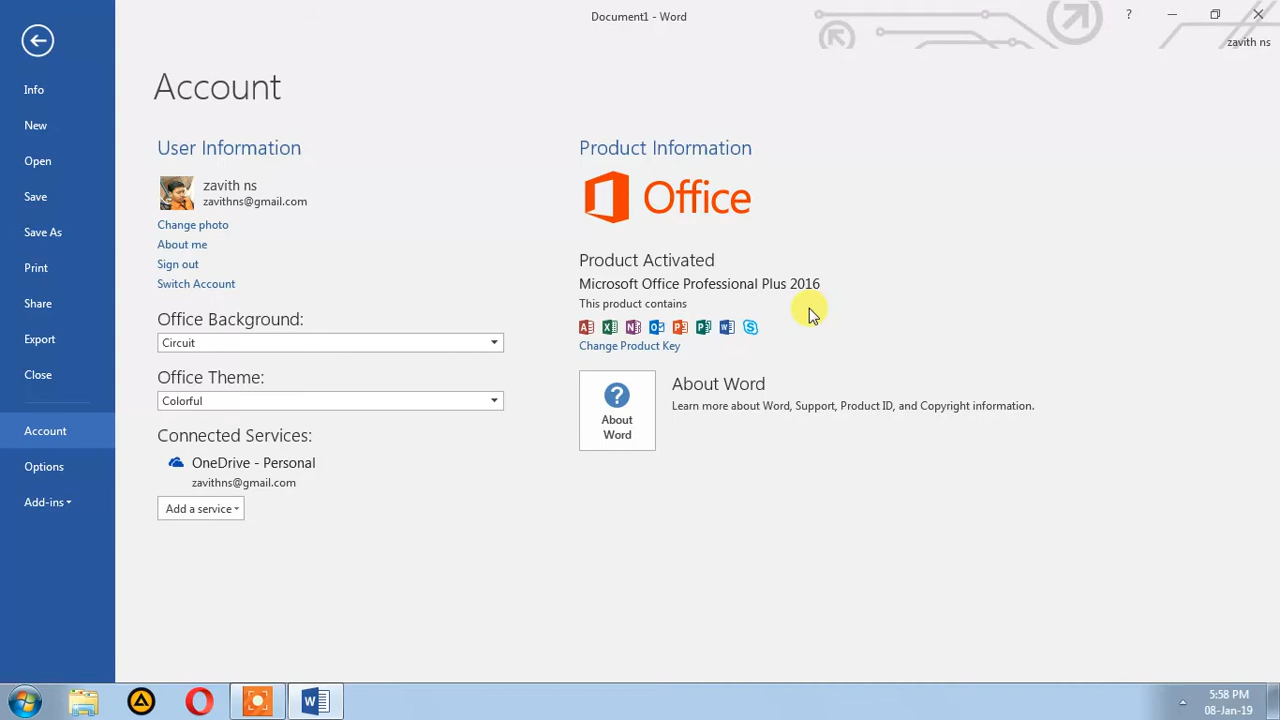 Document1 - Word
?
zavith ns
Info
New
Open
Save
Save As
Print
Share
Export
Close
Account
Options
Add-ins
Account
User Information
zavith ns
zavithns@gmail.com
Change photo
About me
Sign out
Switch Account
Office Background:
Circuit
Office Theme:
Colorful
Connected Services:
OneDrive - Personal
zavithns@gmail.com
Add a service
Product Information
Office
Product Activated
Microsoft Office Professional Plus 2016
This product contains
Change Product Key
?
About
Word
About Word
Learn more about Word, Support, Product ID, and Copyright information.
5:58 PM
08-Jan-19